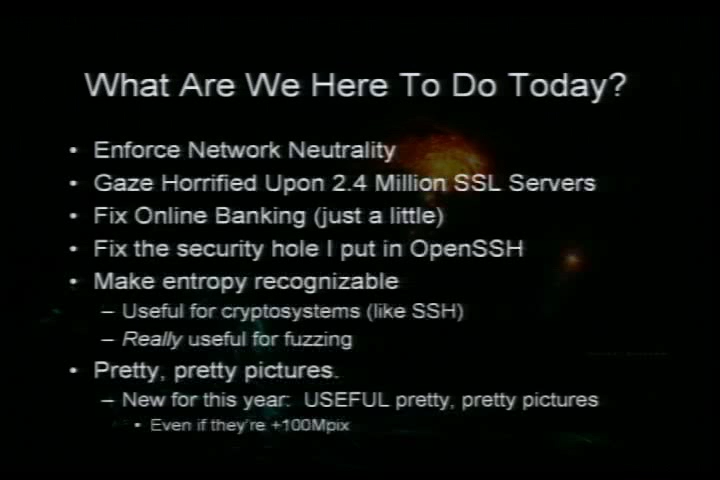 What Are We Here To Do Today?
• Enforce Network Neutrality
• Gaze Horrified Upon 2.4 Million SSL Servers
• Fix Online Banking (just a little)
• Fix the security hole I put in OpenSSH
• Make entropy recognizable
– Useful for cryptosystems (like SSH)
– Really useful for fuzzing
• Pretty, pretty pictures.
– New for this year: USEFUL pretty, pretty pictures
• Even if they're +100Mpix